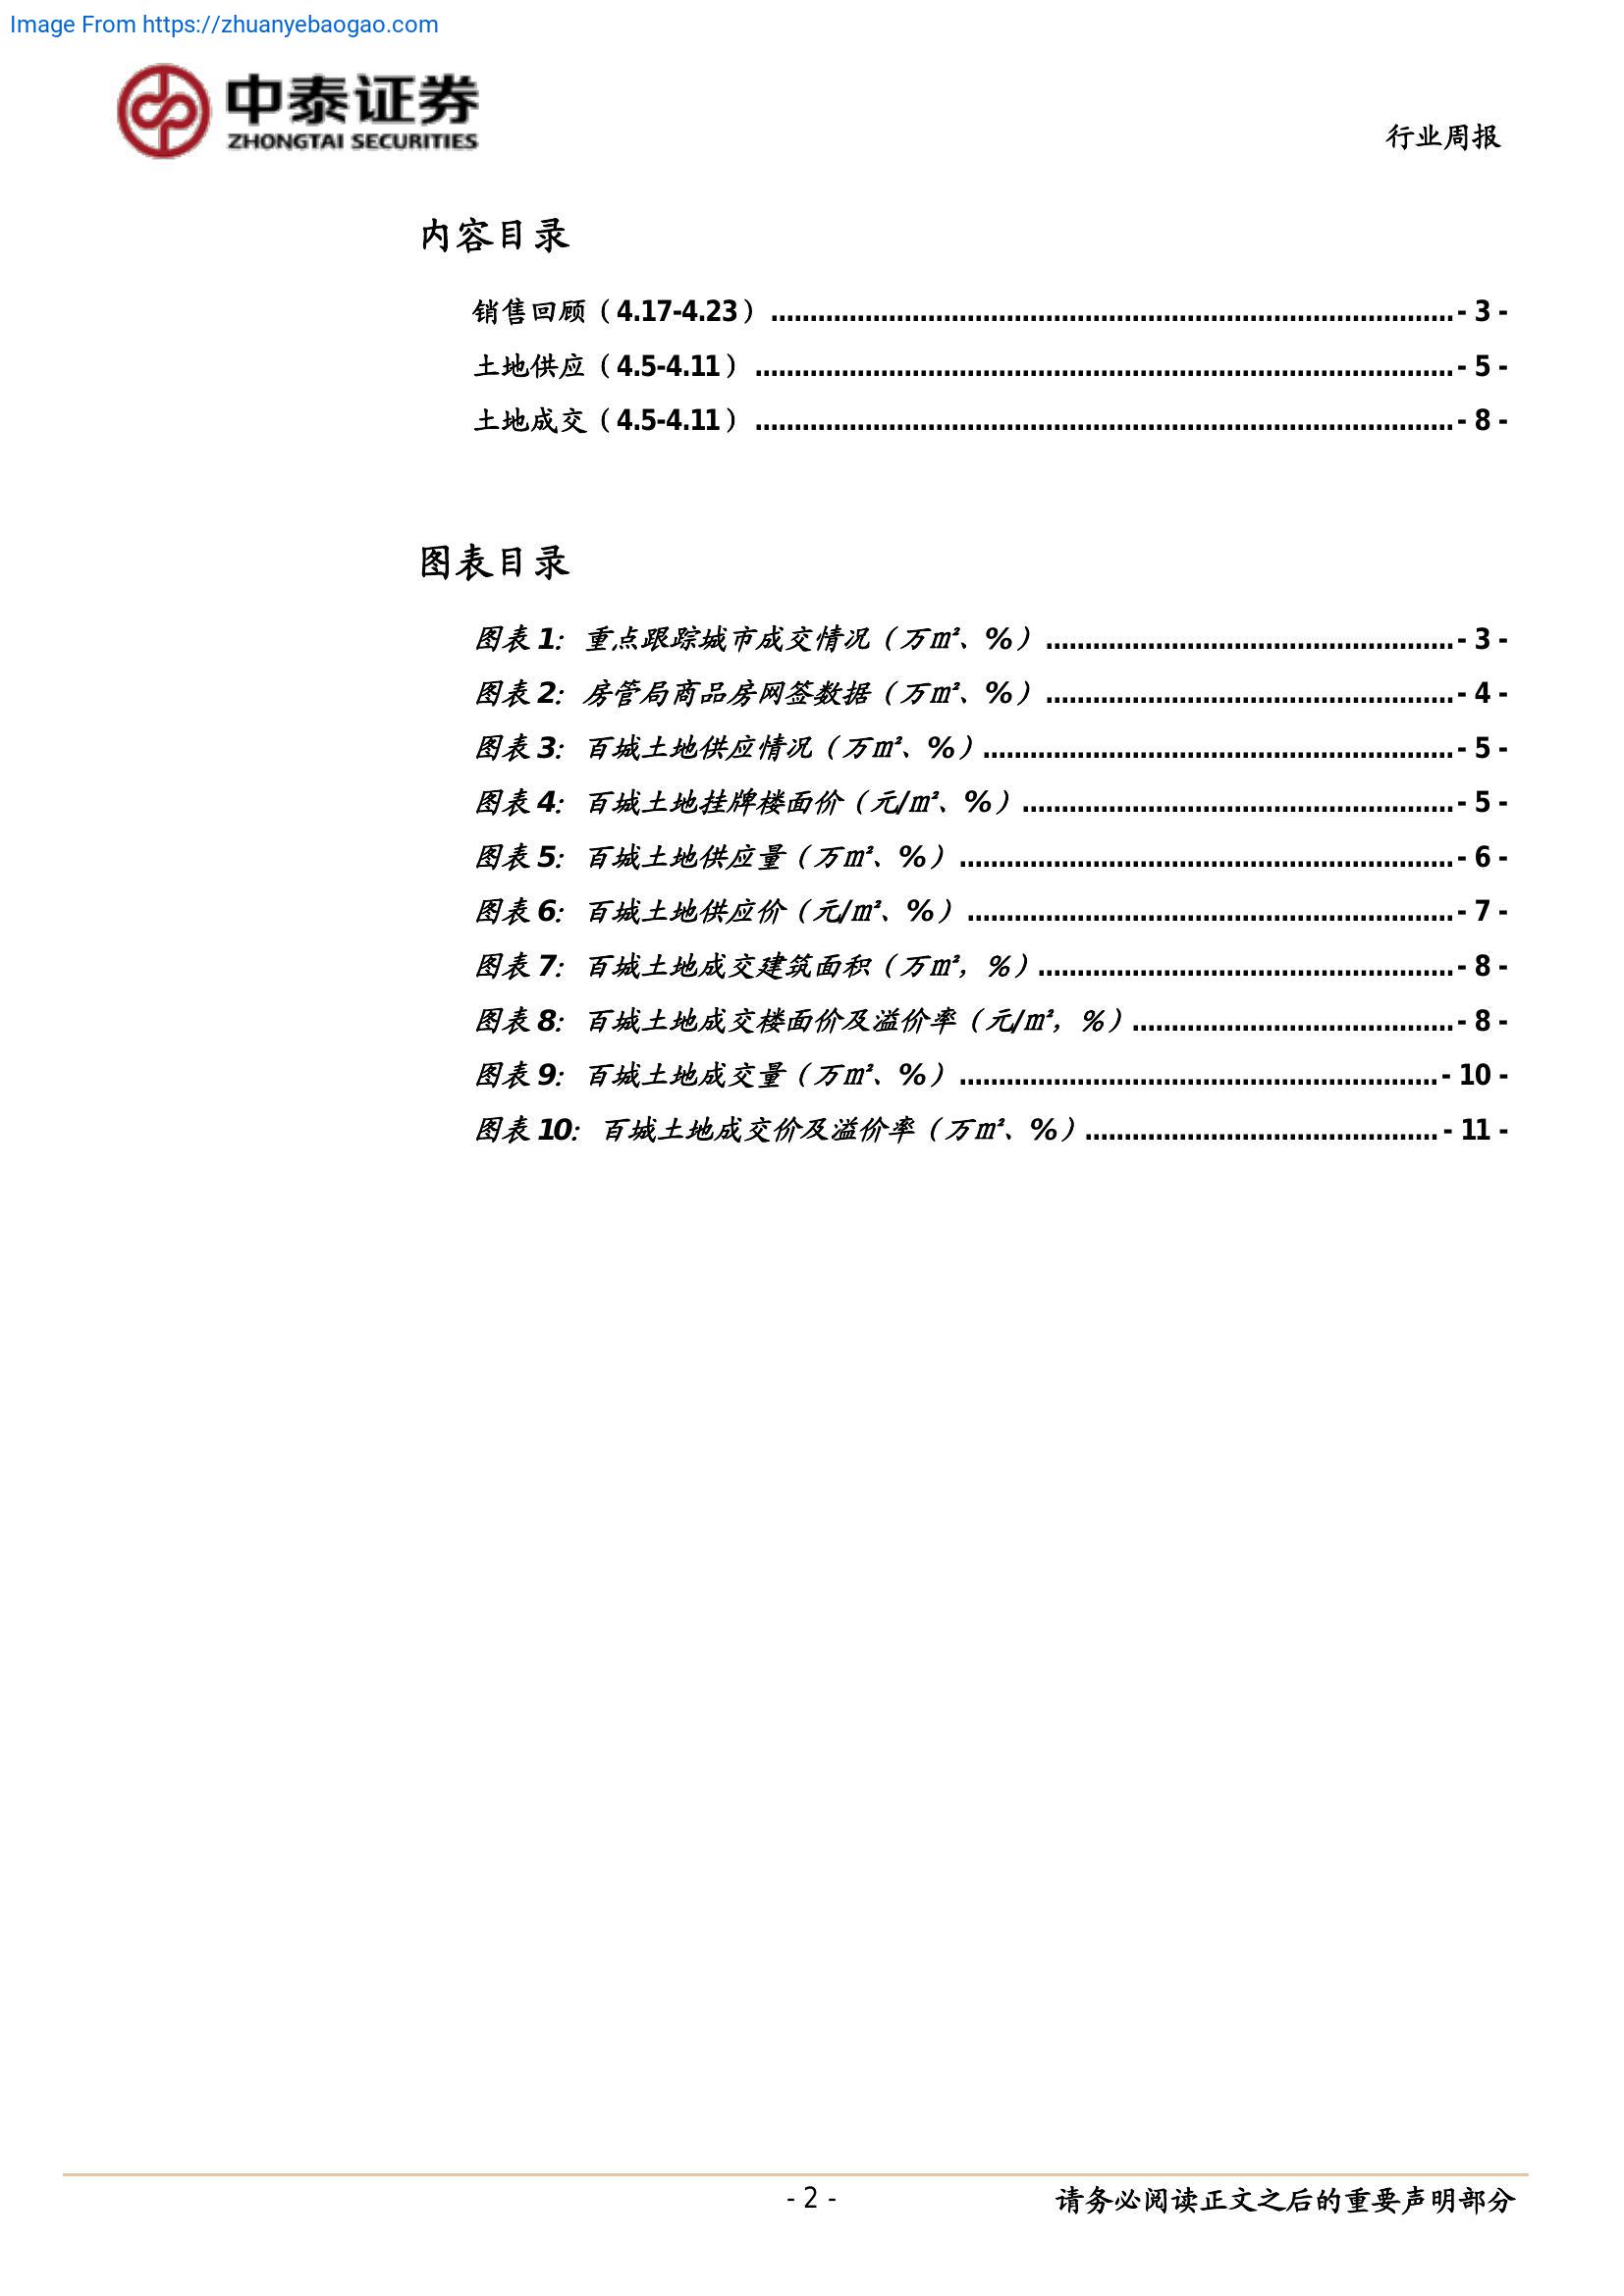 Image From https://zhuanyebaogao.com
中泰证券
ZHONGTAI SECURITIES
行业周报
内容目录
销售回顾（4.17-4.23）.......................................................................................- 3 -
土地供应（4.5-4.11）.........................................................................................- 5 -
土地成交（4.5-4.11）.........................................................................................- 8 -
图表目录
图表 1：重点跟踪城市成交情况（万㎡、%）....................................................- 3 -
图表 2：房管局商品房网签数据（万㎡、%）....................................................- 4 -
图表 3：百城土地供应情况（万㎡、%）............................................................- 5 -
图表 4：百城土地挂牌楼面价（元/㎡、%）.......................................................- 5 -
图表 5：百城土地供应量（万㎡、%）...............................................................- 6 -
图表 6：百城土地供应价（元/㎡、%）..............................................................- 7 -
图表 7：百城土地成交建筑面积（万㎡，%）.....................................................- 8 -
图表 8：百城土地成交楼面价及溢价率（元/㎡，%）.........................................- 8 -
图表 9：百城土地成交量（万㎡、%）.............................................................- 10 -
图表 10：百城土地成交价及溢价率（万㎡、%）.............................................- 11 -
- 2 -
请务必阅读正文之后的重要声明部分